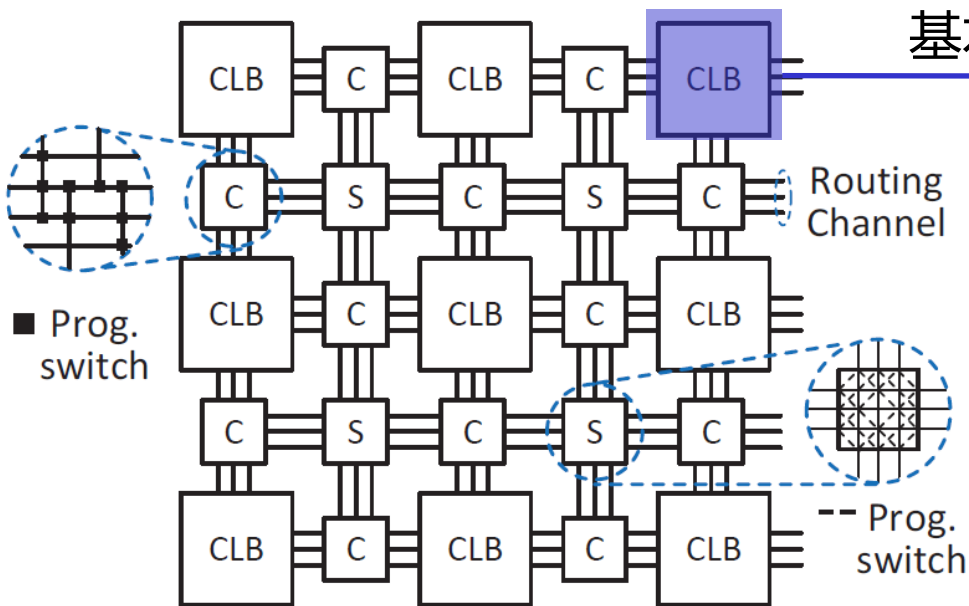 基
CLB C CLB C CLB
C S C S C
Routing
Channel
CLB C CLB C CLB
■ Prog.
switch
C S C S C
-- Prog.
switch
CLB C CLB C CLB